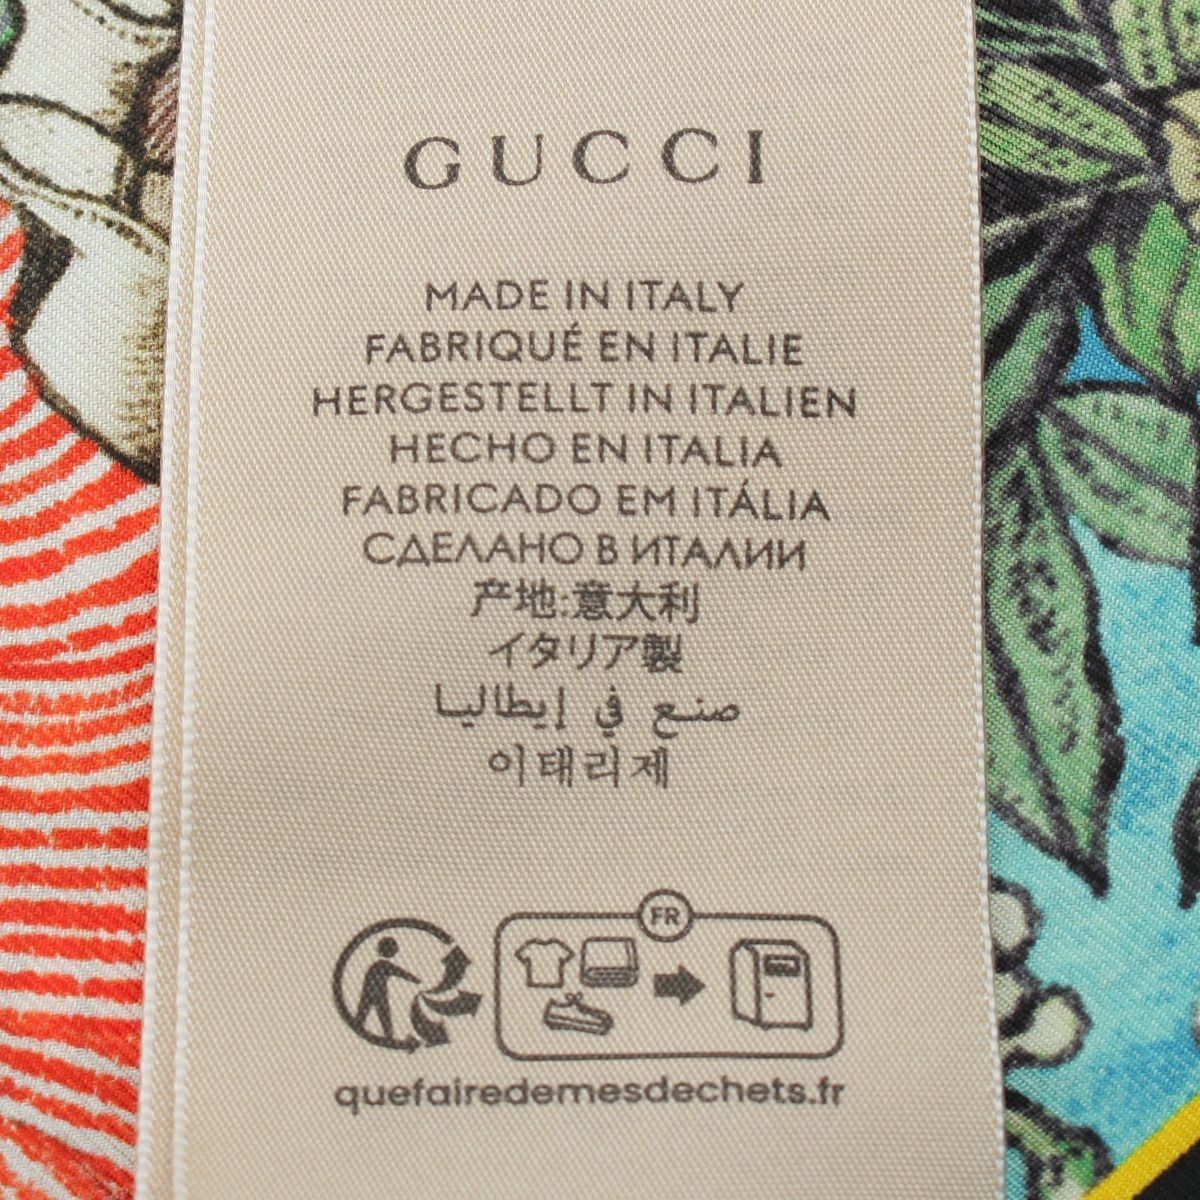 GUCCI
MADE IN ITALY
FABRIQUÉ EN ITALIE
HERGESTELLT IN ITALIEN
HECHO EN ITALIA
FABRICADO EM ITÁLIA
СДЕЛАНО В ИТАЛИИ
产地:意大利
イタリア製
صنع في إيطاليا
이태리제
FR
quefairedemesdechets.fr